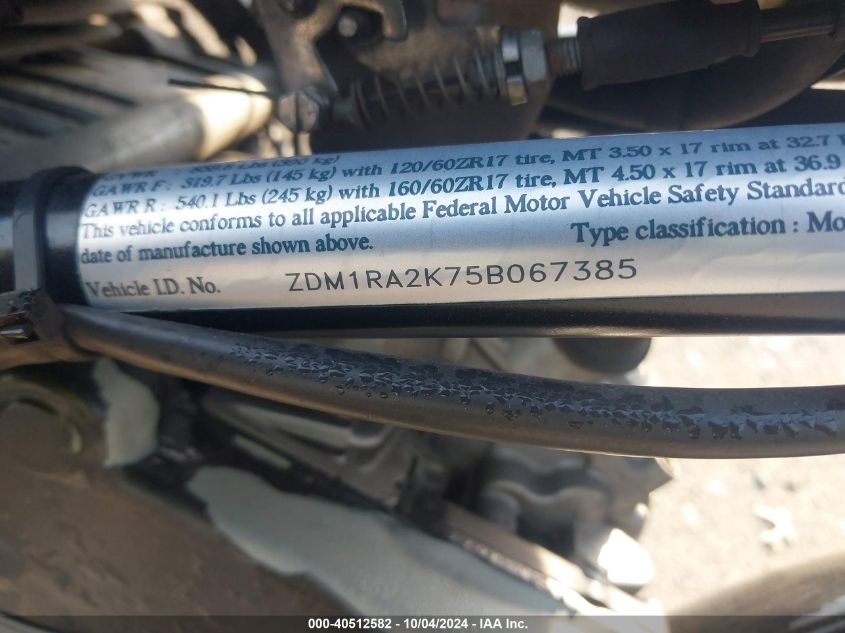 GAWR F : 319.7 Lbs (145 kg) with 120/60ZR17 tire, MT 3.50 x 17 rim at 32.7
GAWR R : 540.1 Lbs (245 kg) with 160/60ZR17 tire, MT 4.50 x 17 rim at 36.9
This vehicle conforms to all applicable Federal Motor Vehicle Safety Standard
date of manufacture shown above. Type classification : Mo
Vehicle I.D. No. ZDM1RA2K75B067385
000-40512582 - 10/04/2024 - IAA Inc.